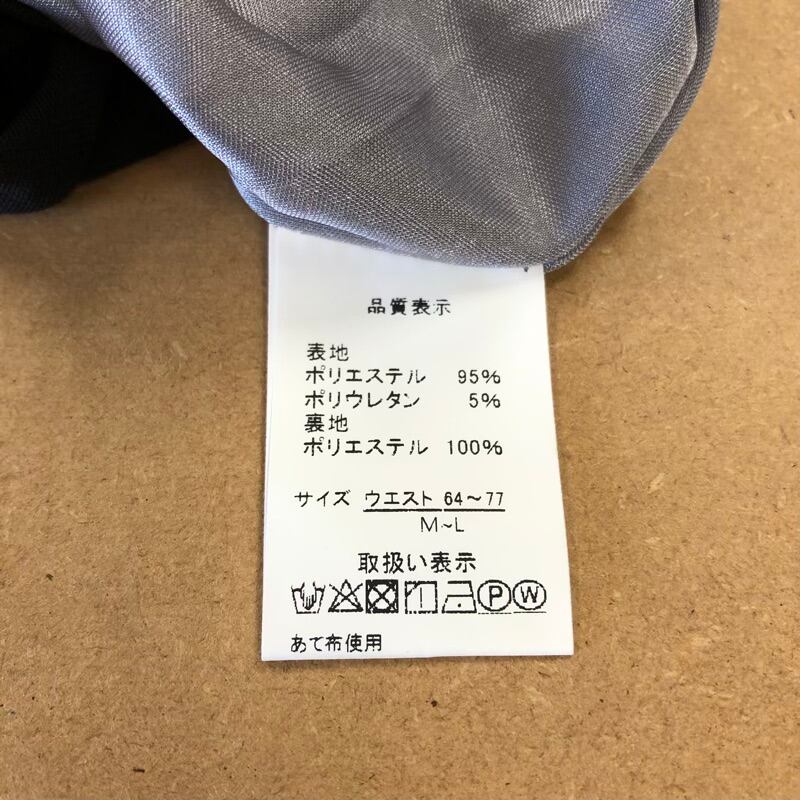 品質表示
表地
ポリエステル 95%
ポリウレタン 5%
裏地
ポリエステル 100%
サイズ ウエスト 64～77
M～L
取扱い表示
P W
あて布使用